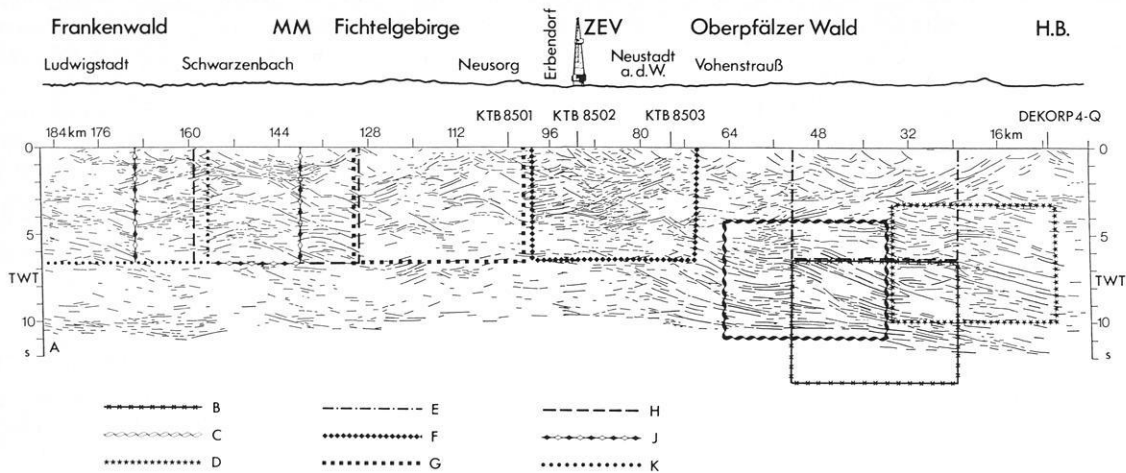 Frankenwald MM Fichtelgebirge ZEV Oberpfälzer Wald H.B.
Ludwigstadt Schwarzenbach Neusorg Erbendorf Neustadt a.d.W. Vohenstrauß
KTB 8501 KTB 8502 KTB 8503 DEKORP 4-Q
184 km 176 160 144 128 112 96 80 64 48 32 16 km
0 0
5 5
TWT TWT
10 10
s A s
B E H
C F J
D G K